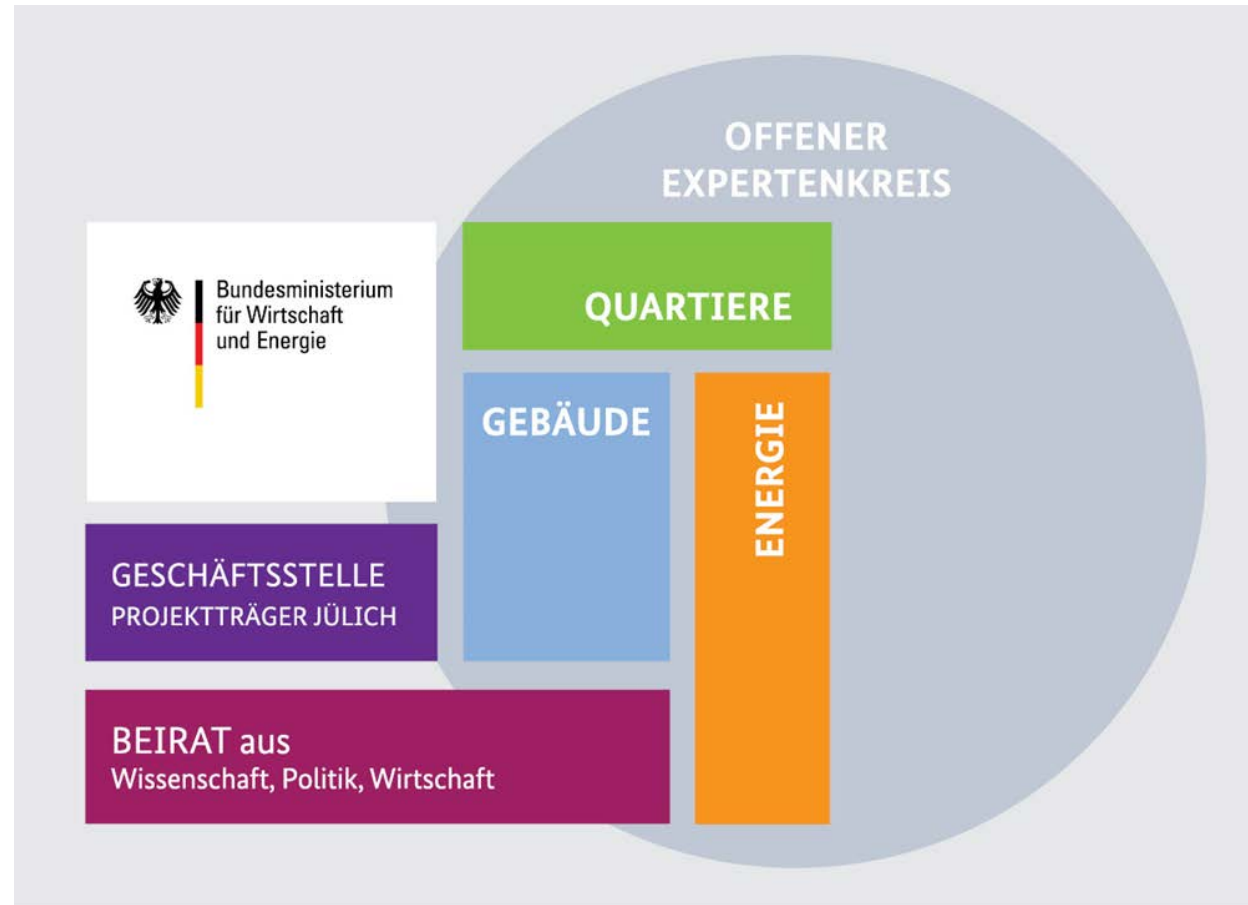 OFFENER
EXPERTENKREIS
Bundesministerium
für Wirtschaft
und Energie
QUARTIERE
GEBÄUDE
ENERGIE
GESCHÄFTSSTELLE
PROJEKTTRÄGER JÜLICH
BEIRAT aus
Wissenschaft, Politik, Wirtschaft